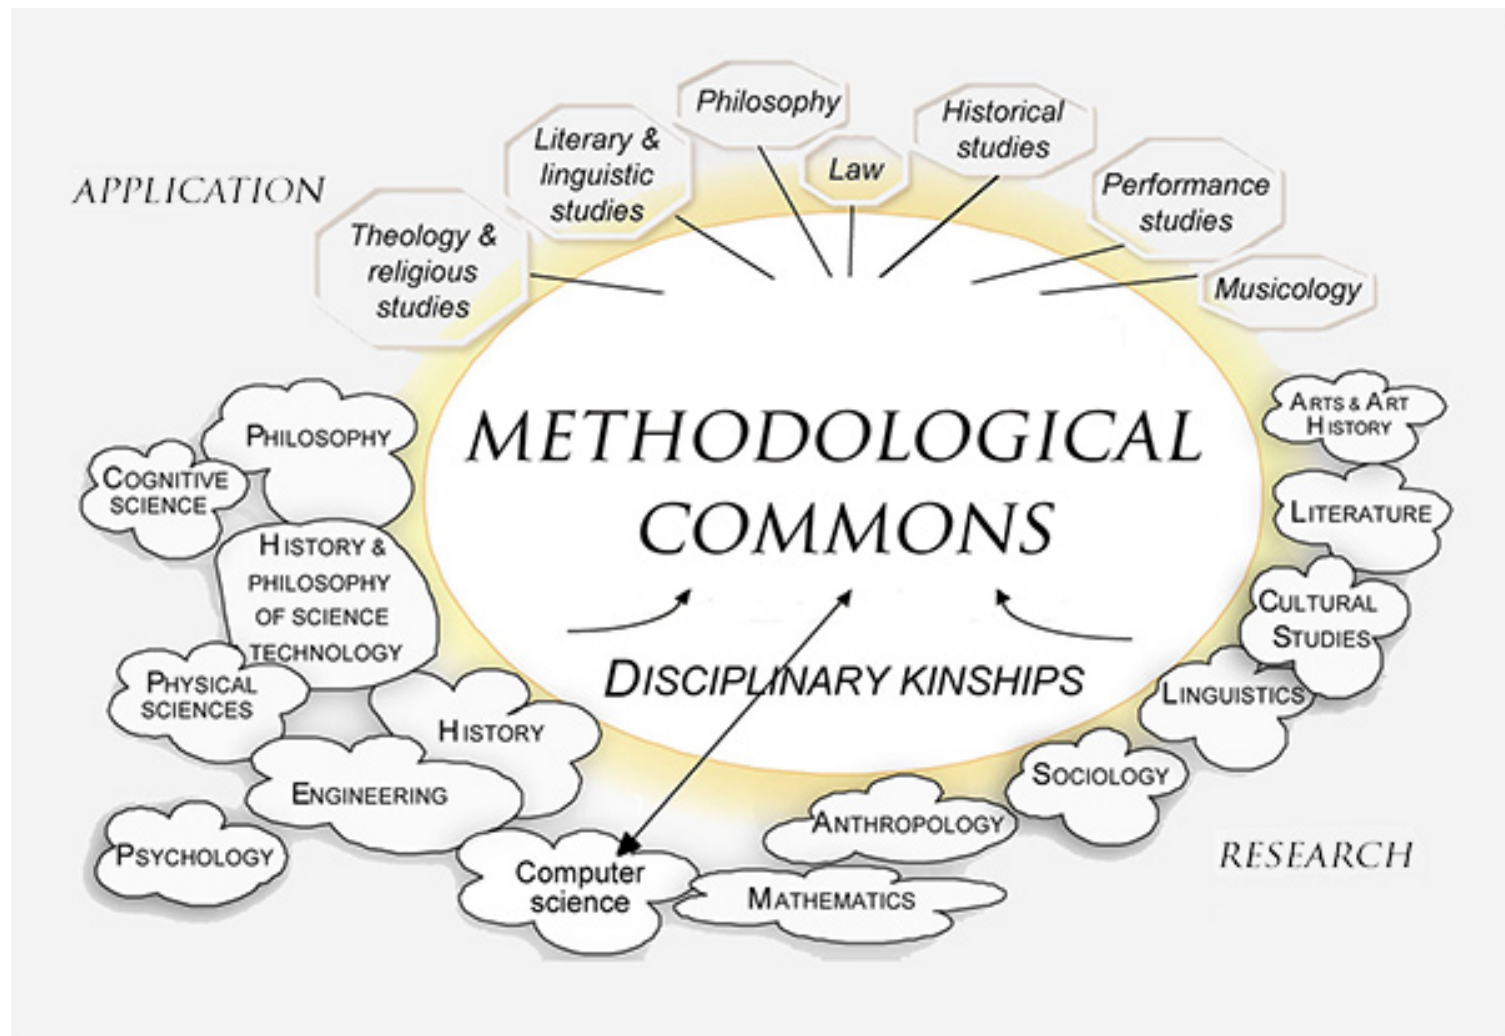 APPLICATION
Theology &
religious
studies
Literary &
linguistic
studies
Philosophy
Law
Historical
studies
Performance
studies
Musicology
METHODOLOGICAL
COMMONS
DISCIPLINARY KINSHIPS
PHILOSOPHY
COGNITIVE
SCIENCE
HISTORY &
PHILOSOPHY
OF SCIENCE
TECHNOLOGY
PHYSICAL
SCIENCES
HISTORY
ENGINEERING
PSYCHOLOGY
Computer
science
MATHEMATICS
ANTHROPOLOGY
SOCIOLOGY
LINGUISTICS
CULTURAL
STUDIES
LITERATURE
ARTS & ART
HISTORY
RESEARCH